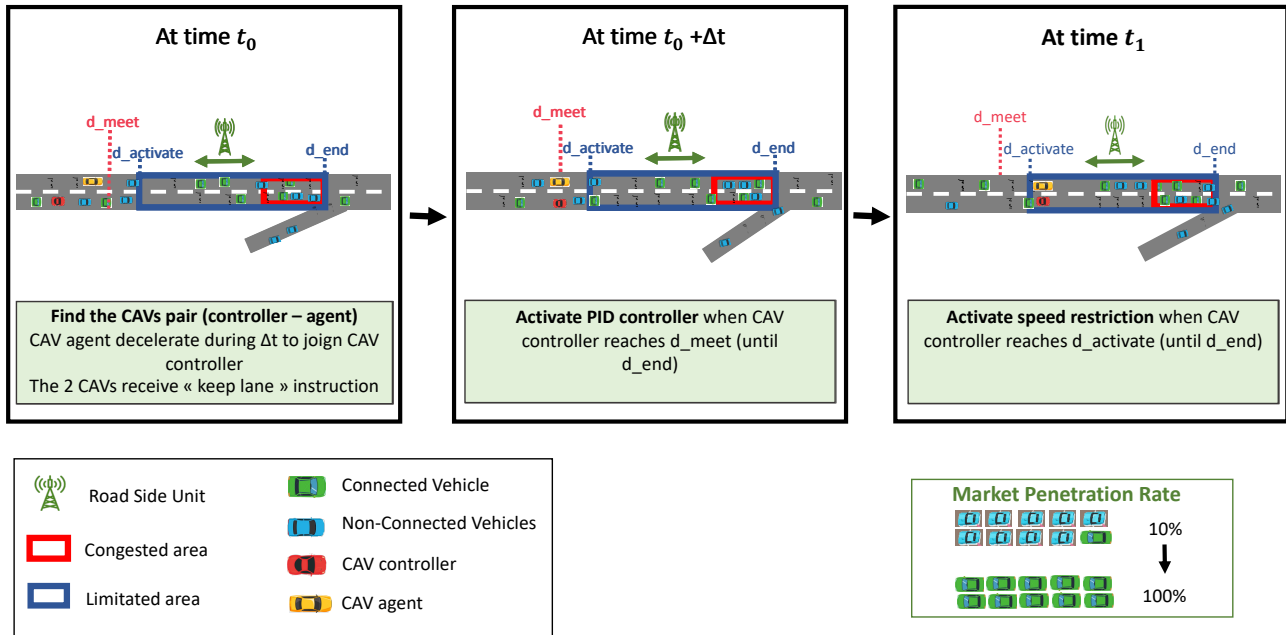 At time t₀
d_meet
d_activate
d_end
Find the CAVs pair (controller – agent)
CAV agent decelerate during Δt to joign CAV
controller
The 2 CAVs receive « keep lane » instruction
At time t₀ +Δt
d_meet
d_activate
d_end
Activate PID controller when CAV
controller reaches d_meet (until
d_end)
At time t₁
d_meet
d_activate
d_end
Activate speed restriction when CAV
controller reaches d_activate (until d_end)
Road Side Unit
Congested area
Limitated area
Connected Vehicle
Non-Connected Vehicles
CAV controller
CAV agent
Market Penetration Rate
10%
100%